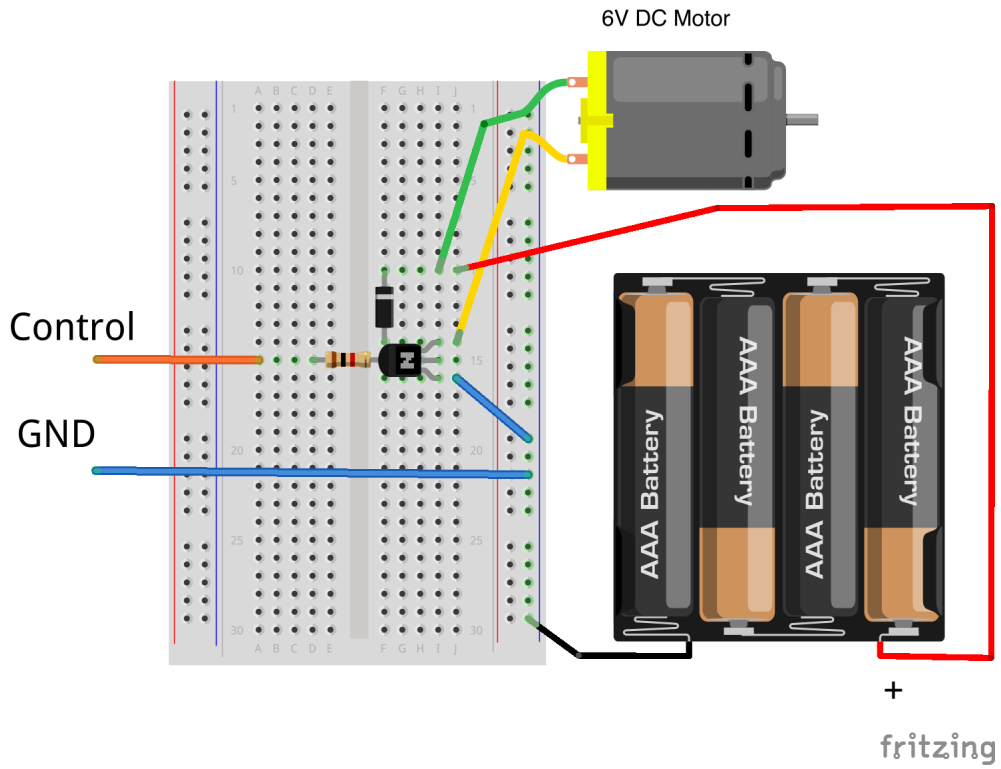 6V DC Motor
A B C D E F G H I J
1 1
5 5
10
Control
15 15
GND
20 20
25 25
30 30
A B C D E F G H I J
AAA Battery
AAA Battery
AAA Battery
AAA Battery
+
fritzing